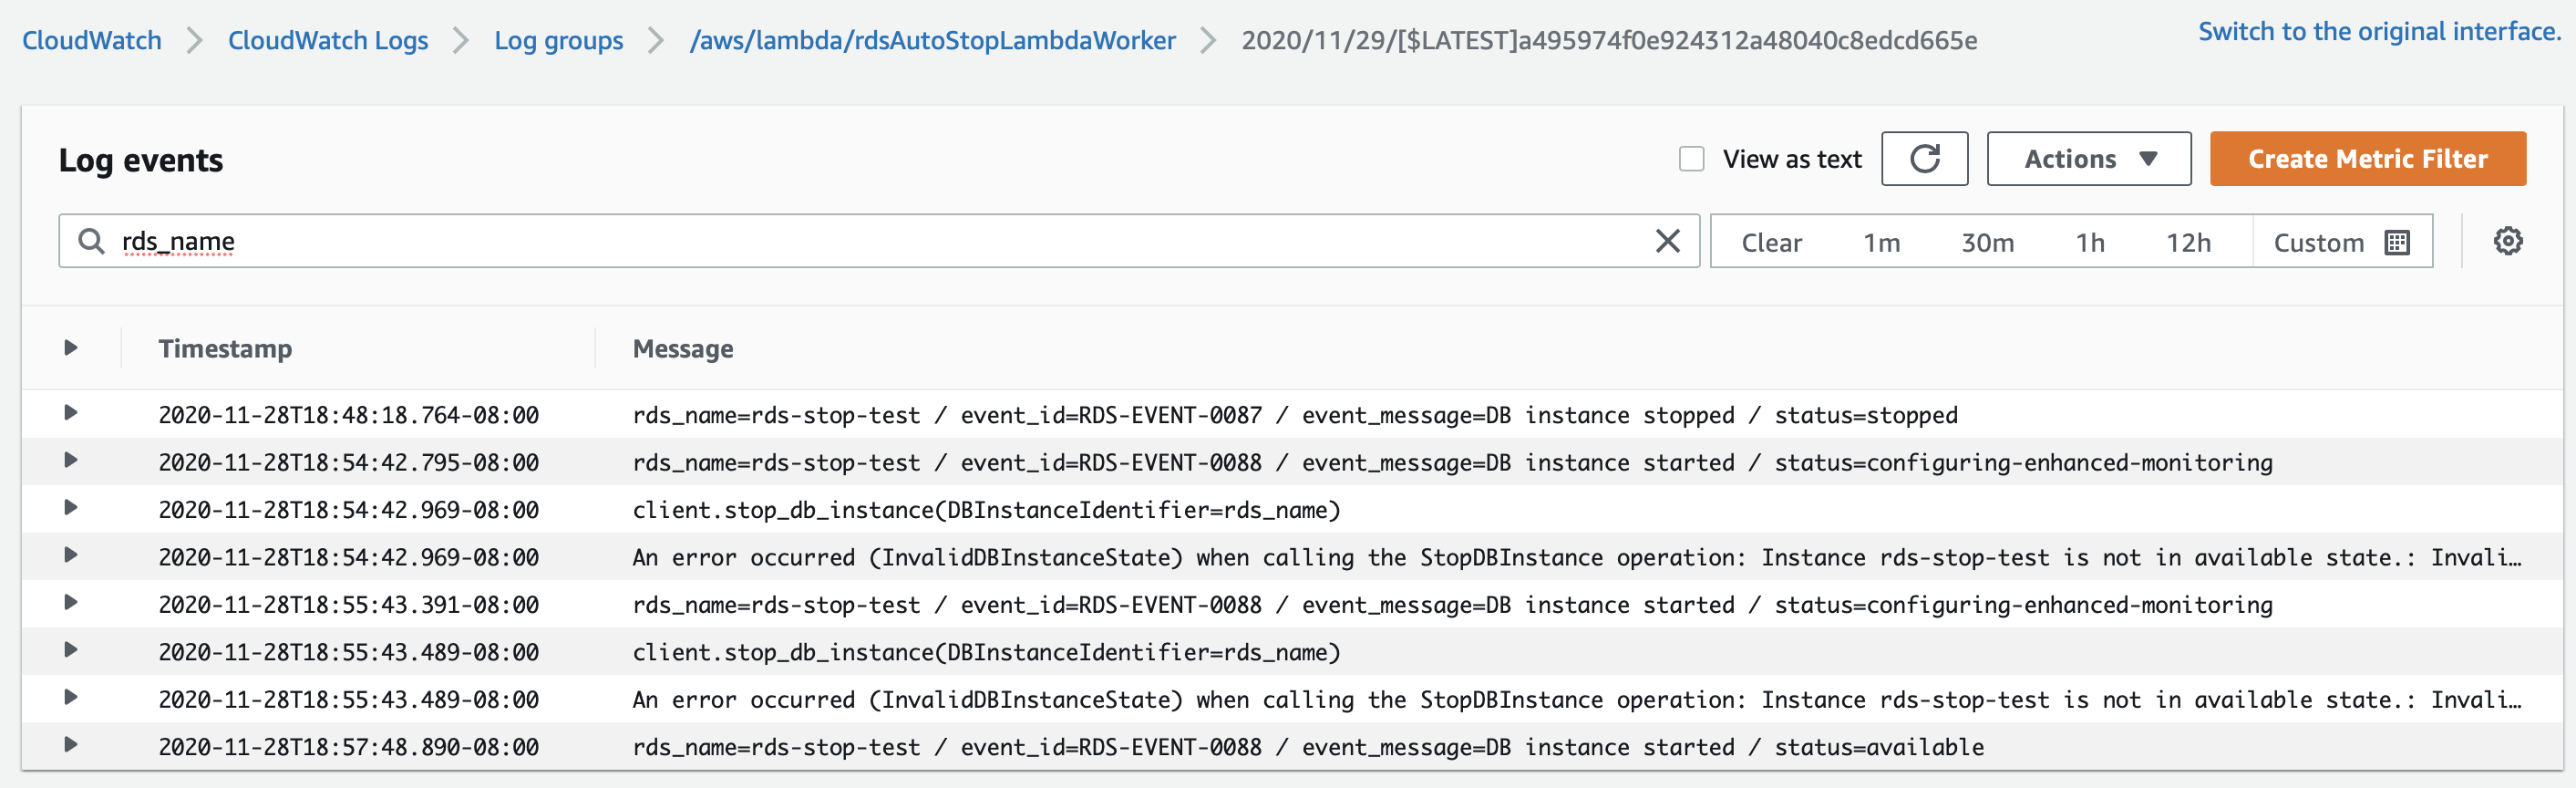 CloudWatch CloudWatch Logs Log groups /aws/lambda/rdsAutoStopLambdaWorker 2020/11/29/[$LATEST]a495974f0e924312a48040c8edcd665e Switch to the original interface.
Log events View as text Actions Create Metric Filter
rds_name Clear 1m 30m 1h 12h Custom
Timestamp Message
2020-11-28T18:48:18.764-08:00 rds_name=rds-stop-test / event_id=RDS-EVENT-0087 / event_message=DB instance stopped / status=stopped
2020-11-28T18:54:42.795-08:00 rds_name=rds-stop-test / event_id=RDS-EVENT-0088 / event_message=DB instance started / status=configuring-enhanced-monitoring
2020-11-28T18:54:42.969-08:00 client.stop_db_instance(DBInstanceIdentifier=rds_name)
2020-11-28T18:54:42.969-08:00 An error occurred (InvalidDBInstanceState) when calling the StopDBInstance operation: Instance rds-stop-test is not in available state.: Invali…
2020-11-28T18:55:43.391-08:00 rds_name=rds-stop-test / event_id=RDS-EVENT-0088 / event_message=DB instance started / status=configuring-enhanced-monitoring
2020-11-28T18:55:43.489-08:00 client.stop_db_instance(DBInstanceIdentifier=rds_name)
2020-11-28T18:55:43.489-08:00 An error occurred (InvalidDBInstanceState) when calling the StopDBInstance operation: Instance rds-stop-test is not in available state.: Invali…
2020-11-28T18:57:48.890-08:00 rds_name=rds-stop-test / event_id=RDS-EVENT-0088 / event_message=DB instance started / status=available